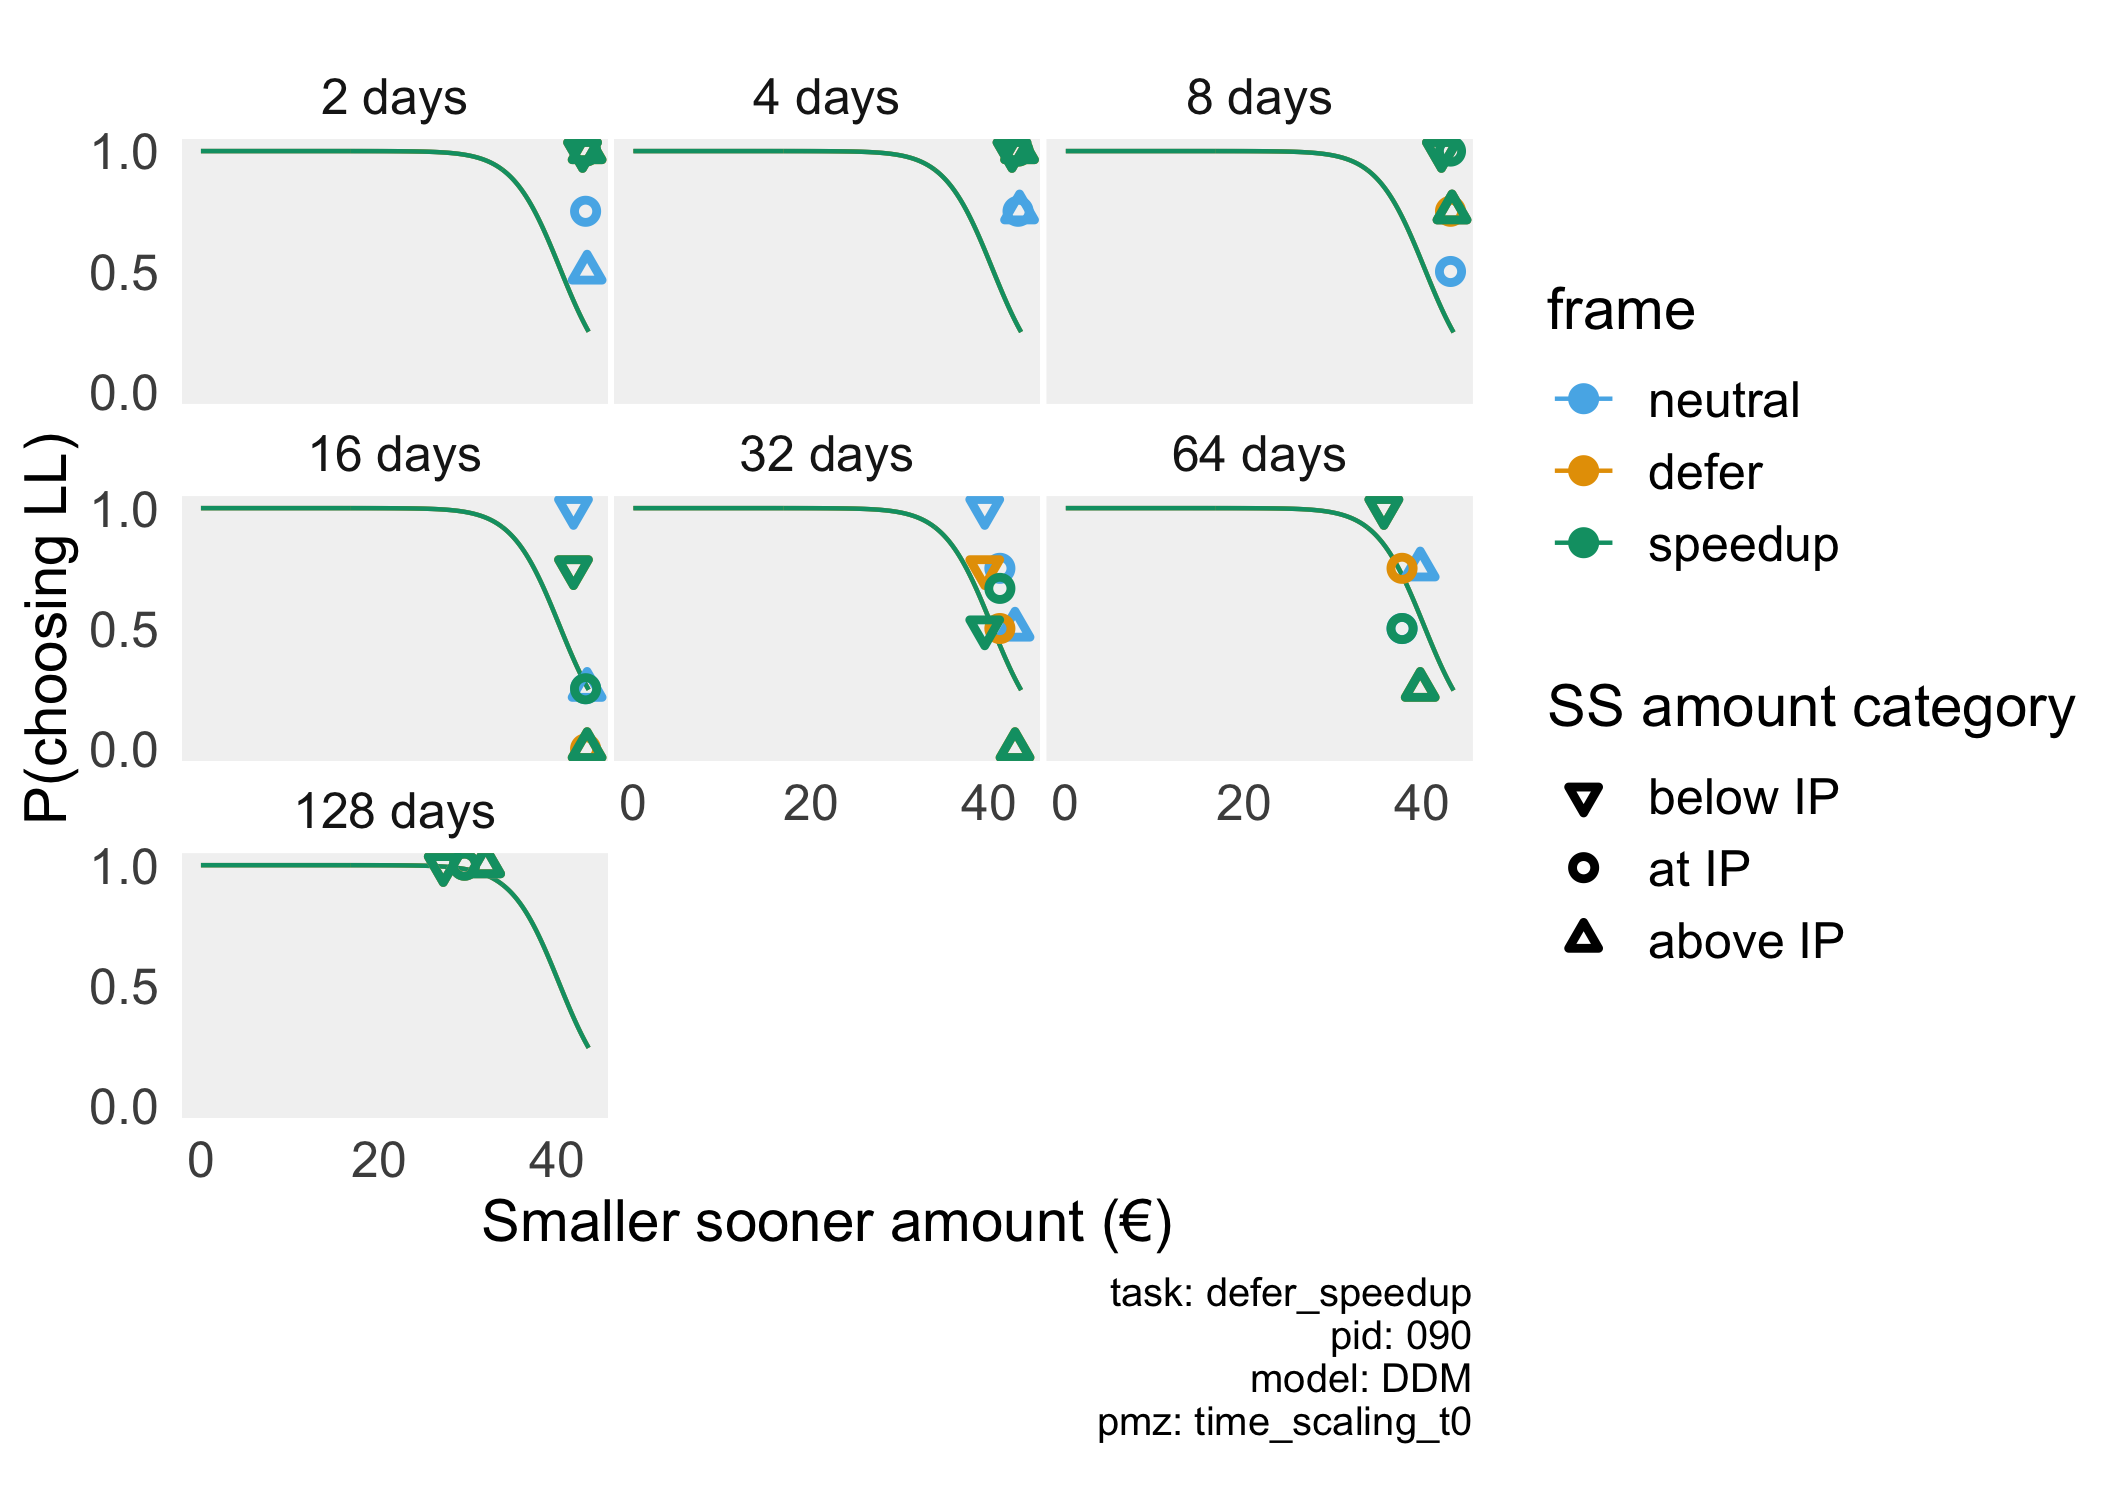 2 days
4 days
8 days
1.0
0.5
0.0
16 days
32 days
64 days
1.0
0.5
0.0
0
20
40
0
20
40
128 days
1.0
0.5
0.0
0
20
40
P(choosing LL)
Smaller sooner amount (€)
frame
neutral
defer
speedup
SS amount category
below IP
at IP
above IP
task: defer_speedup
pid: 090
model: DDM
pmz: time_scaling_t0